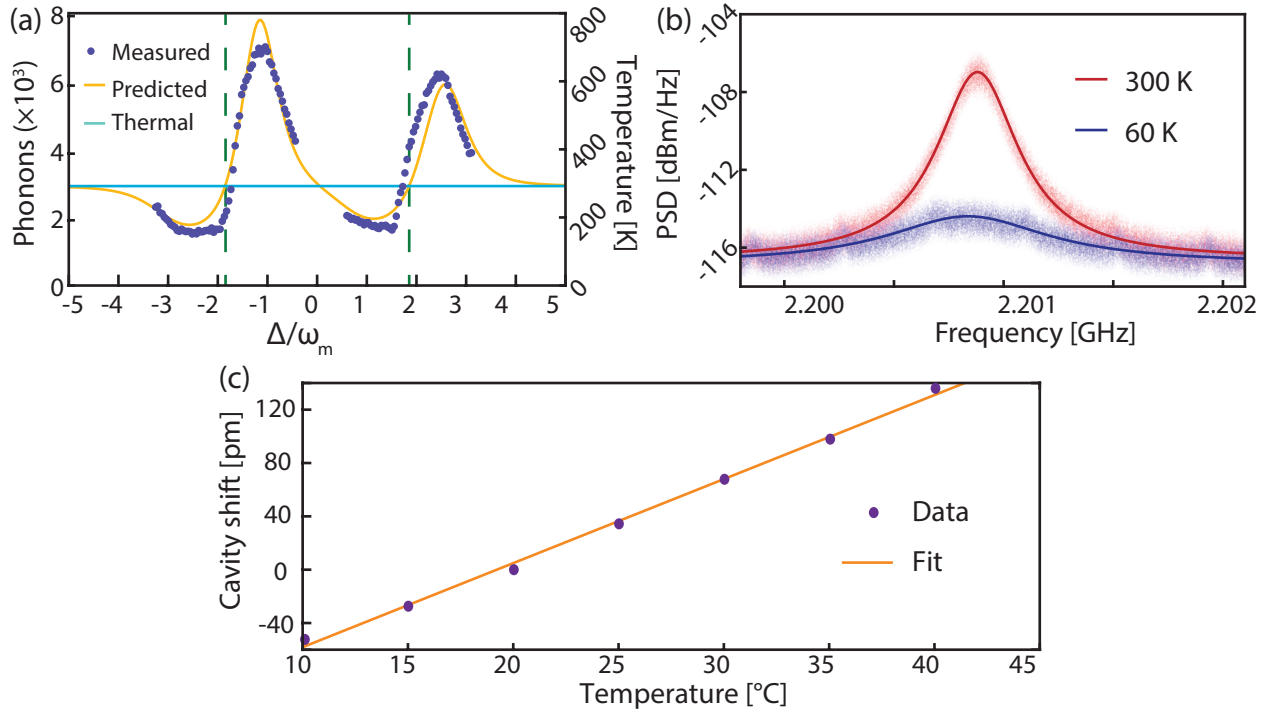 (a)
8
6
4
2
0
Phonons (×10³)
Measured
Predicted
Thermal
800
600
400
200
0
Temperature [K]
-5 -4 -3 -2 -1 0 1 2 3 4 5
Δ/ωₘ
(b)
-104
-108
-112
-116
PSD [dBm/Hz]
300 K
60 K
2.200 2.201 2.202
Frequency [GHz]
(c)
120
80
40
0
-40
Cavity shift [pm]
Data
Fit
10 15 20 25 30 35 40 45
Temperature [°C]